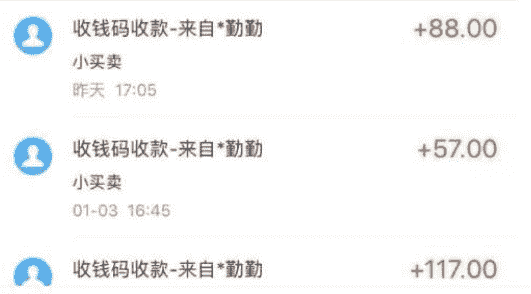 收钱码收款-来自*勤勤
+88.00
小买卖
昨天 17:05
收钱码收款-来自*勤勤
+57.00
小买卖
01-03 16:45
收钱码收款-来自*勤勤
+117.00